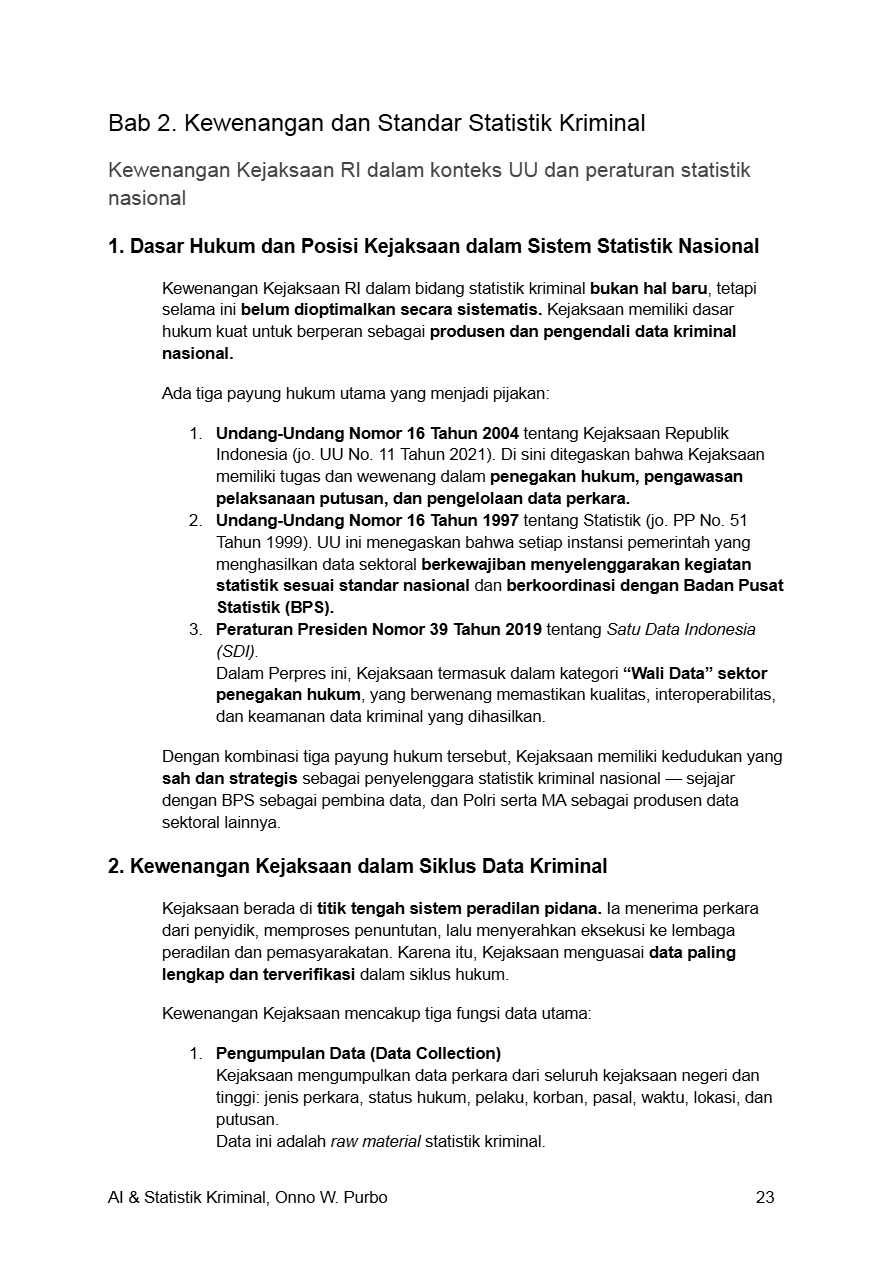 Bab 2. Kewenangan dan Standar Statistik Kriminal
Kewenangan Kejaksaan RI dalam konteks UU dan peraturan statistik
nasional
1. Dasar Hukum dan Posisi Kejaksaan dalam Sistem Statistik Nasional
Kewenangan Kejaksaan RI dalam bidang statistik kriminal bukan hal baru, tetapi
selama ini belum dioptimalkan secara sistematis. Kejaksaan memiliki dasar
hukum kuat untuk berperan sebagai produsen dan pengendali data kriminal
nasional.
Ada tiga payung hukum utama yang menjadi pijakan:
1. Undang-Undang Nomor 16 Tahun 2004 tentang Kejaksaan Republik
Indonesia (jo. UU No. 11 Tahun 2021). Di sini ditegaskan bahwa Kejaksaan
memiliki tugas dan wewenang dalam penegakan hukum, pengawasan
pelaksanaan putusan, dan pengelolaan data perkara.
2. Undang-Undang Nomor 16 Tahun 1997 tentang Statistik (jo. PP No. 51
Tahun 1999). UU ini menegaskan bahwa setiap instansi pemerintah yang
menghasilkan data sektoral berkewajiban menyelenggarakan kegiatan
statistik sesuai standar nasional dan berkoordinasi dengan Badan Pusat
Statistik (BPS).
3. Peraturan Presiden Nomor 39 Tahun 2019 tentang Satu Data Indonesia
(SDI).
Dalam Perpres ini, Kejaksaan termasuk dalam kategori “Wali Data” sektor
penegakan hukum, yang berwenang memastikan kualitas, interoperabilitas,
dan keamanan data kriminal yang dihasilkan.
Dengan kombinasi tiga payung hukum tersebut, Kejaksaan memiliki kedudukan yang
sah dan strategis sebagai penyelenggara statistik kriminal nasional — sejajar
dengan BPS sebagai pembina data, dan Polri serta MA sebagai produsen data
sektoral lainnya.
2. Kewenangan Kejaksaan dalam Siklus Data Kriminal
Kejaksaan berada di titik tengah sistem peradilan pidana. Ia menerima perkara
dari penyidik, memproses penuntutan, lalu menyerahkan eksekusi ke lembaga
peradilan dan pemasyarakatan. Karena itu, Kejaksaan menguasai data paling
lengkap dan terverifikasi dalam siklus hukum.
Kewenangan Kejaksaan mencakup tiga fungsi data utama:
1. Pengumpulan Data (Data Collection)
Kejaksaan mengumpulkan data perkara dari seluruh kejaksaan negeri dan
tinggi: jenis perkara, status hukum, pelaku, korban, pasal, waktu, lokasi, dan
putusan.
Data ini adalah raw material statistik kriminal.
AI & Statistik Kriminal, Onno W. Purbo 23